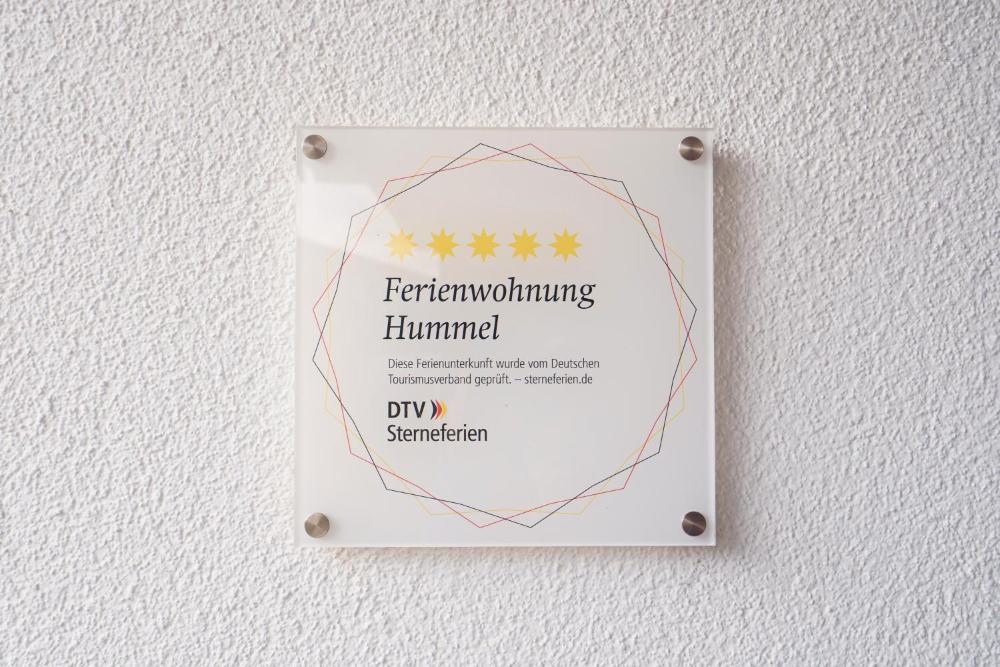 Ferienwohnung
Hummel
Diese Ferienunterkunft wurde vom Deutschen
Tourismusverband geprüft. – sterneferien.de
DTV
Sterneferien